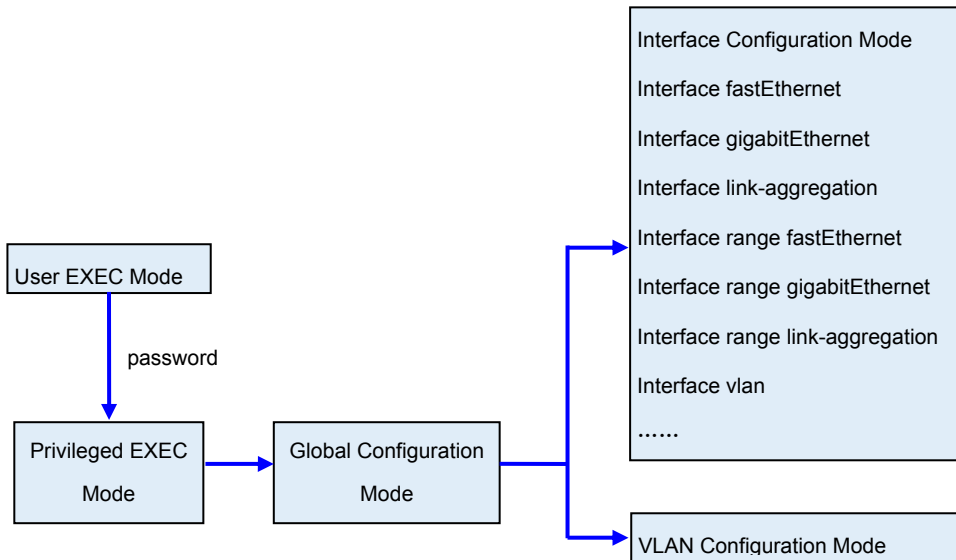 User EXEC Mode
password
Privileged EXEC
Mode
Global Configuration
Mode
Interface Configuration Mode
Interface fastEthernet
Interface gigabitEthernet
Interface link-aggregation
Interface range fastEthernet
Interface range gigabitEthernet
Interface range link-aggregation
Interface vlan
……
VLAN Configuration Mode